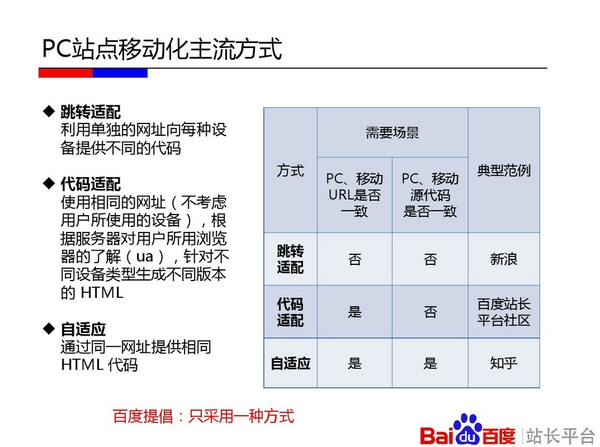 PC站点移动化主流方式
◆ 跳转适配
利用单独的网址向每种设
备提供不同的代码
◆ 代码适配
使用相同的网址（不考虑
用户所使用的设备），根
据服务器对用户所用浏览
器的了解（ua），针对不
同设备类型生成不同版本
的 HTML
◆ 自适应
通过同一网址提供相同
HTML 代码
方式
需要场景
典型范例
PC、移动
URL是否
一致
PC、移动
源代码
是否一致
跳转
适配
否
否
新浪
代码
适配
是
否
百度站长
平台社区
自适应
是
是
知乎
百度提倡：只采用一种方式
Bai du 百度 站长平台